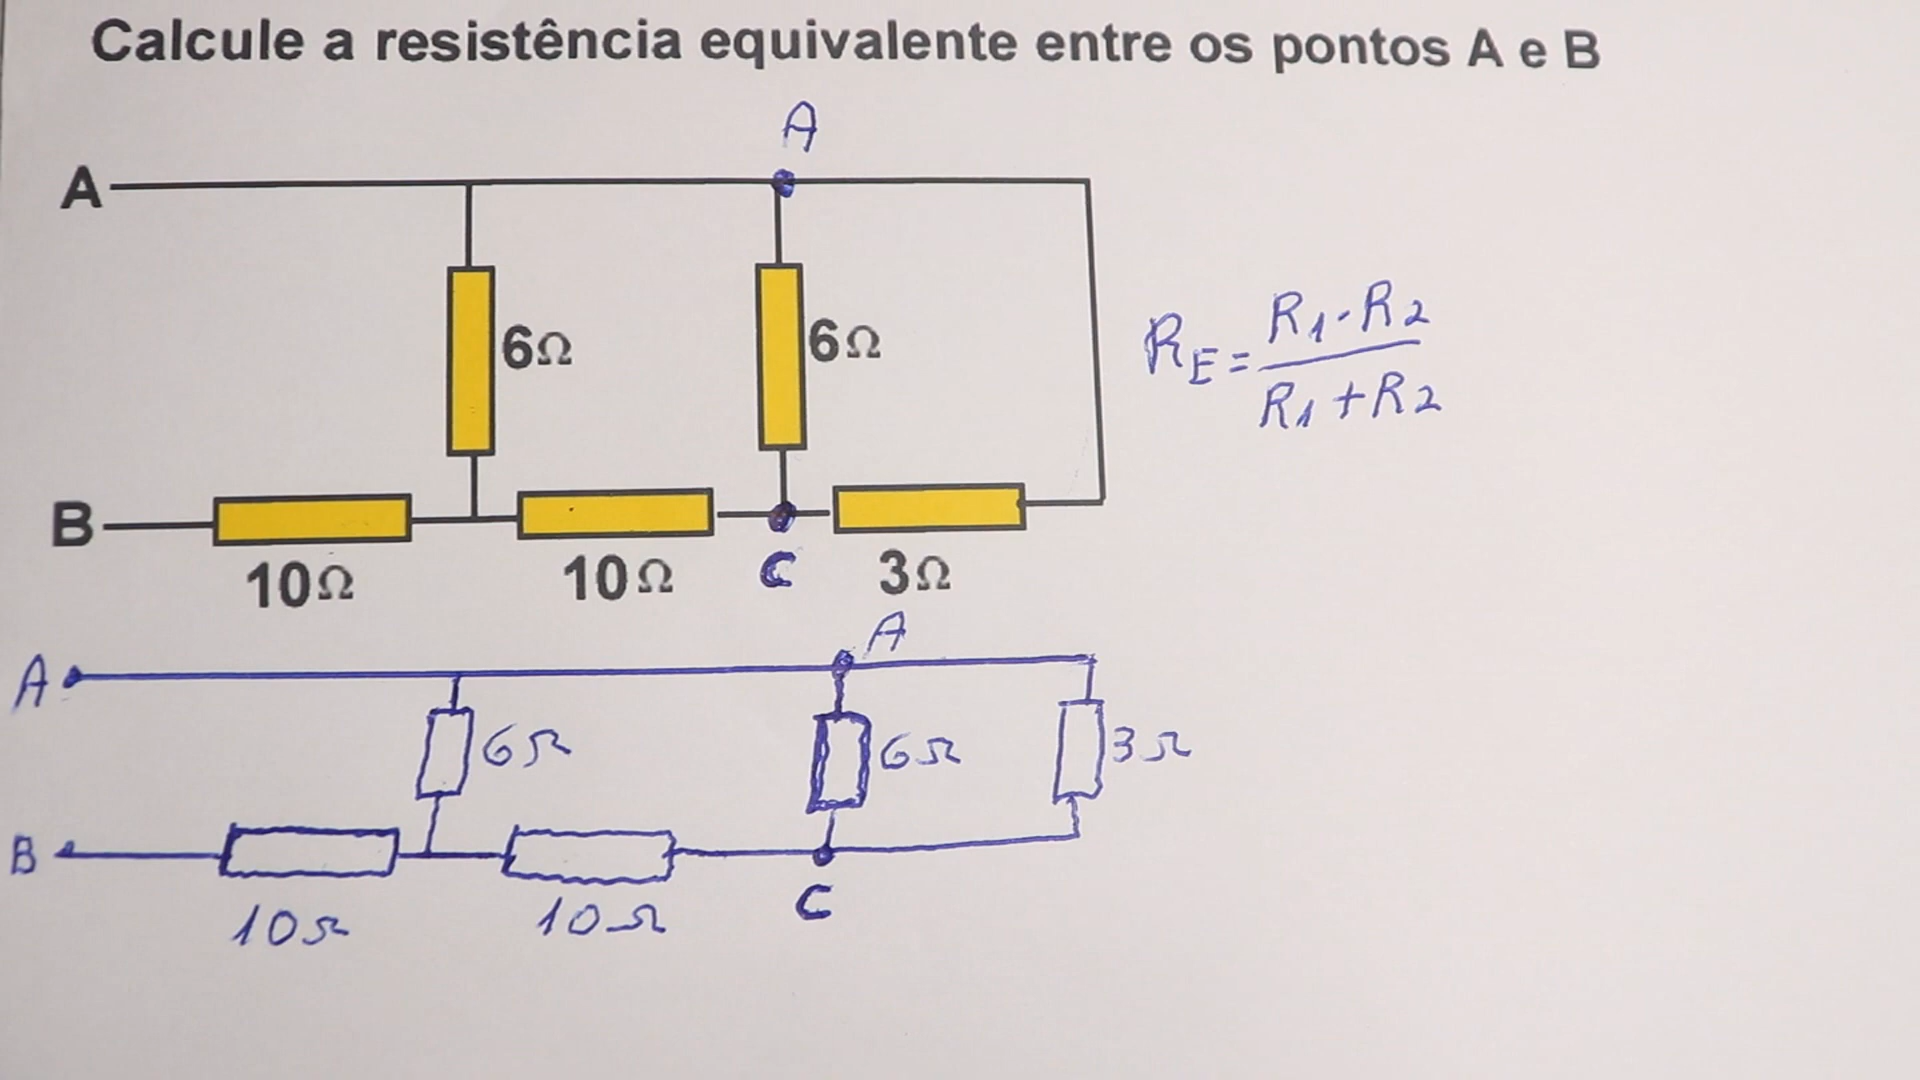 Calcule a resistência equivalente entre os pontos A e B
A
A
6Ω
6Ω
R_E = R1·R2 / R1+R2
B
10Ω
10Ω
C
3Ω
A
A
6Ω
6Ω
3Ω
B
10Ω
10Ω
C